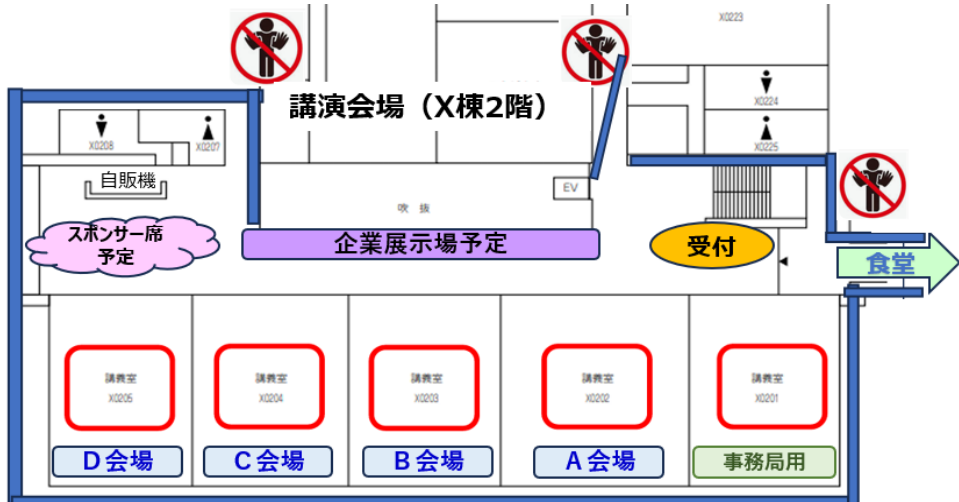 X0223
講演会場（X棟2階）
X0224
X0208
X0207
X0225
自販機
EV
吹 抜
スポンサー席
予定
企業展示場予定
受付
食堂
講義室
X0205
講義室
X0204
講義室
X0203
講義室
X0202
講義室
X0201
D会場
C会場
B会場
A会場
事務局用